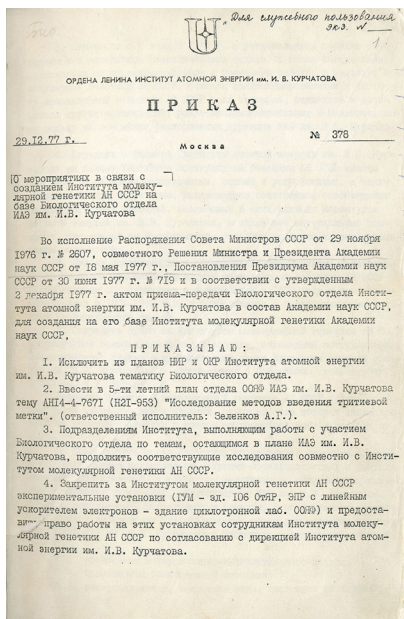 "Для служебного пользования
экз. №
1.
ОРДЕНА ЛЕНИНА ИНСТИТУТ АТОМНОЙ ЭНЕРГИИ им. И. В. КУРЧАТОВА
ПРИКАЗ
29.12.77 г.
№ 378
Москва
О мероприятиях в связи с
созданием Института молеку-
лярной генетики АН СССР на
базе Биологического отдела
ИАЭ им. И.В. Курчатова
Во исполнение Распоряжения Совета Министров СССР от 29 ноября
1976 г. № 2607, совместного Решения Министра и Президента Академии
наук СССР от 18 мая 1977 г., Постановления Президиума Академии наук
СССР от 30 июня 1977 г. № 719 и в соответствии с утвержденным
2 декабря 1977 г. актом приема-передачи Биологического отдела Инсти-
тута атомной энергии им. И.В. Курчатова в состав Академии наук СССР,
для создания на его базе Института молекулярной генетики Академии
наук СССР,
ПРИКАЗЫВАЮ:
1. Исключить из планов НИР и ОКР Института атомной энергии
им. И.В. Курчатова тематику Биологического отдела.
2. Ввести в 5-ти летний план отдела ООЯФ ИАЭ им. И.В. Курчатова
тему АН14-4-7671 (Н21-953) "Исследование методов введения тритиевой
метки". (ответственный исполнитель: Зеленков А.Г.).
3. Подразделениям Института, выполняющим работы с участием
Биологического отдела по темам, остающимся в плане ИАЭ им. И.В.
Курчатова, продолжить соответствующие исследования совместно с Инсти-
тутом молекулярной генетики АН СССР.
4. Закрепить за Институтом молекулярной генетики АН СССР
экспериментальные установки (1УМ - зд. 106 ОтЯР, ЭПР с линейным
ускорителем электронов - здание циклотронной лаб. ООЯФ) и предоста-
вить право работы на этих установках сотрудникам Института молеку-
лярной генетики АН СССР по согласованию с дирекцией Института атом-
ной энергии им. И.В. Курчатова.